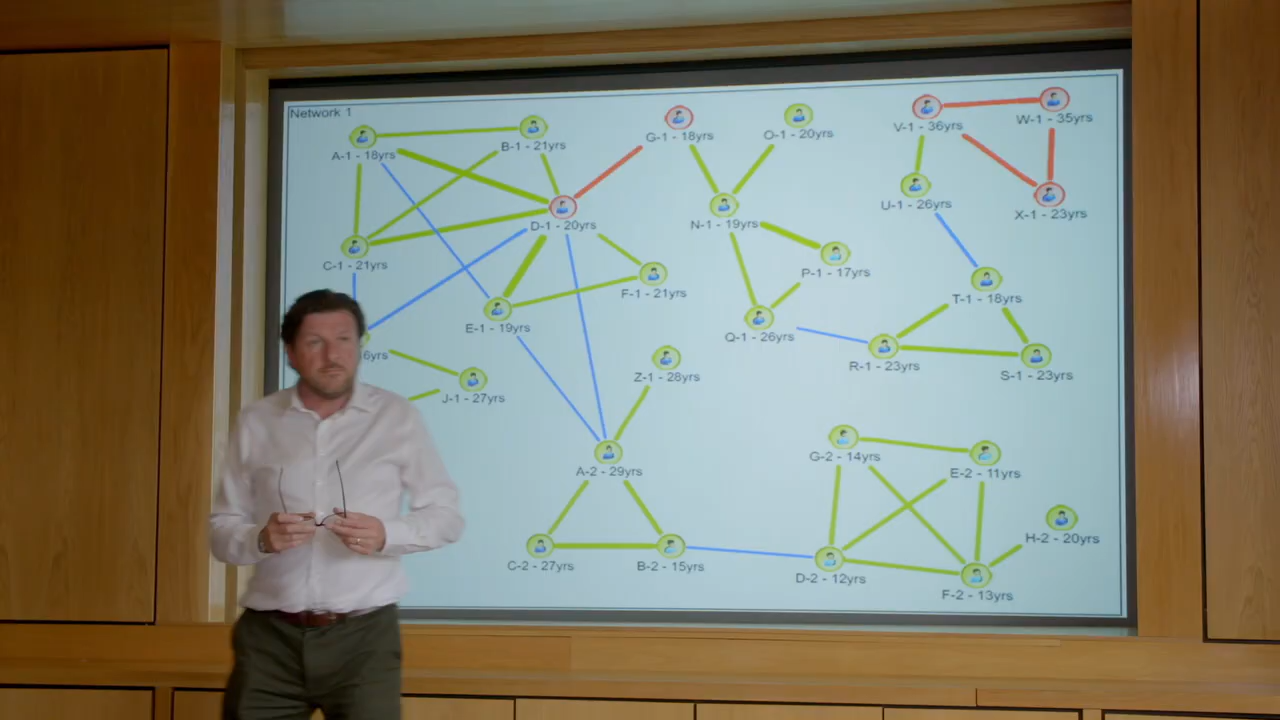 Network 1
A-1 - 18yrs
B-1 - 21yrs
G-1 - 18yrs
O-1 - 20yrs
V-1 - 36yrs
W-1 - 35yrs
D-1 - 20yrs
N-1 - 19yrs
U-1 - 26yrs
X-1 - 23yrs
C-1 - 21yrs
F-1 - 21yrs
P-1 - 17yrs
T-1 - 18yrs
E-1 - 19yrs
Q-1 - 26yrs
6yrs
J-1 - 27yrs
Z-1 - 28yrs
R-1 - 23yrs
S-1 - 23yrs
A-2 - 29yrs
G-2 - 14yrs
E-2 - 11yrs
H-2 - 20yrs
C-2 - 27yrs
B-2 - 15yrs
D-2 - 12yrs
F-2 - 13yrs